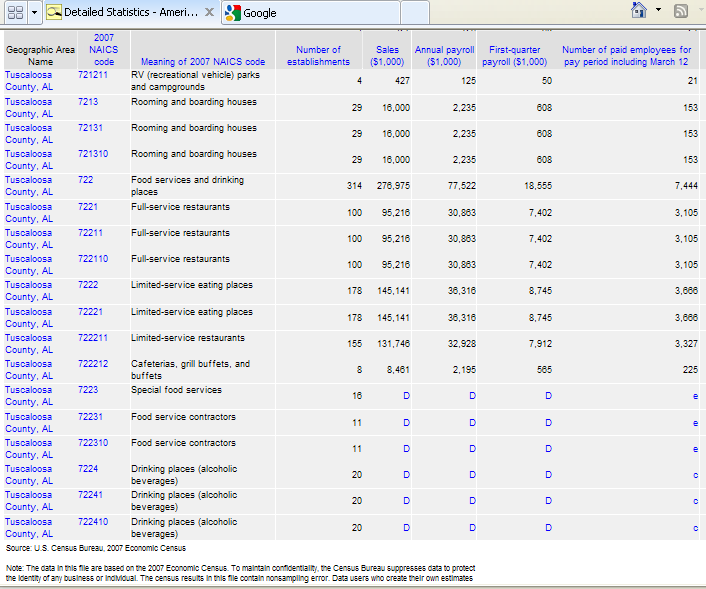 Detailed Statistics - Ameri... Google
Geographic Area Name 2007 NAICS code Meaning of 2007 NAICS code Number of establishments Sales ($1,000) Annual payroll ($1,000) First-quarter payroll ($1,000) Number of paid employees for pay period including March 12
Tuscaloosa County, AL 721211 RV (recreational vehicle) parks and campgrounds 4 427 125 50 21
Tuscaloosa County, AL 7213 Rooming and boarding houses 29 16,000 2,235 608 153
Tuscaloosa County, AL 72131 Rooming and boarding houses 29 16,000 2,235 608 153
Tuscaloosa County, AL 721310 Rooming and boarding houses 29 16,000 2,235 608 153
Tuscaloosa County, AL 722 Food services and drinking places 314 276,975 77,522 18,555 7,444
Tuscaloosa County, AL 7221 Full-service restaurants 100 95,216 30,863 7,402 3,105
Tuscaloosa County, AL 72211 Full-service restaurants 100 95,216 30,863 7,402 3,105
Tuscaloosa County, AL 722110 Full-service restaurants 100 95,216 30,863 7,402 3,105
Tuscaloosa County, AL 7222 Limited-service eating places 178 145,141 36,316 8,745 3,666
Tuscaloosa County, AL 72221 Limited-service eating places 178 145,141 36,316 8,745 3,666
Tuscaloosa County, AL 722211 Limited-service restaurants 155 131,746 32,928 7,912 3,327
Tuscaloosa County, AL 722212 Cafeterias, grill buffets, and buffets 8 8,461 2,195 565 225
Tuscaloosa County, AL 7223 Special food services 16 D D D e
Tuscaloosa County, AL 72231 Food service contractors 11 D D D e
Tuscaloosa County, AL 722310 Food service contractors 11 D D D e
Tuscaloosa County, AL 7224 Drinking places (alcoholic beverages) 20 D D D c
Tuscaloosa County, AL 72241 Drinking places (alcoholic beverages) 20 D D D c
Tuscaloosa County, AL 722410 Drinking places (alcoholic beverages) 20 D D D c
Source: U.S. Census Bureau, 2007 Economic Census
Note: The data in this file are based on the 2007 Economic Census. To maintain confidentiality, the Census Bureau suppresses data to protect
the identity of any business or individual. The census results in this file contain nonsampling error. Data users who create their own estimates